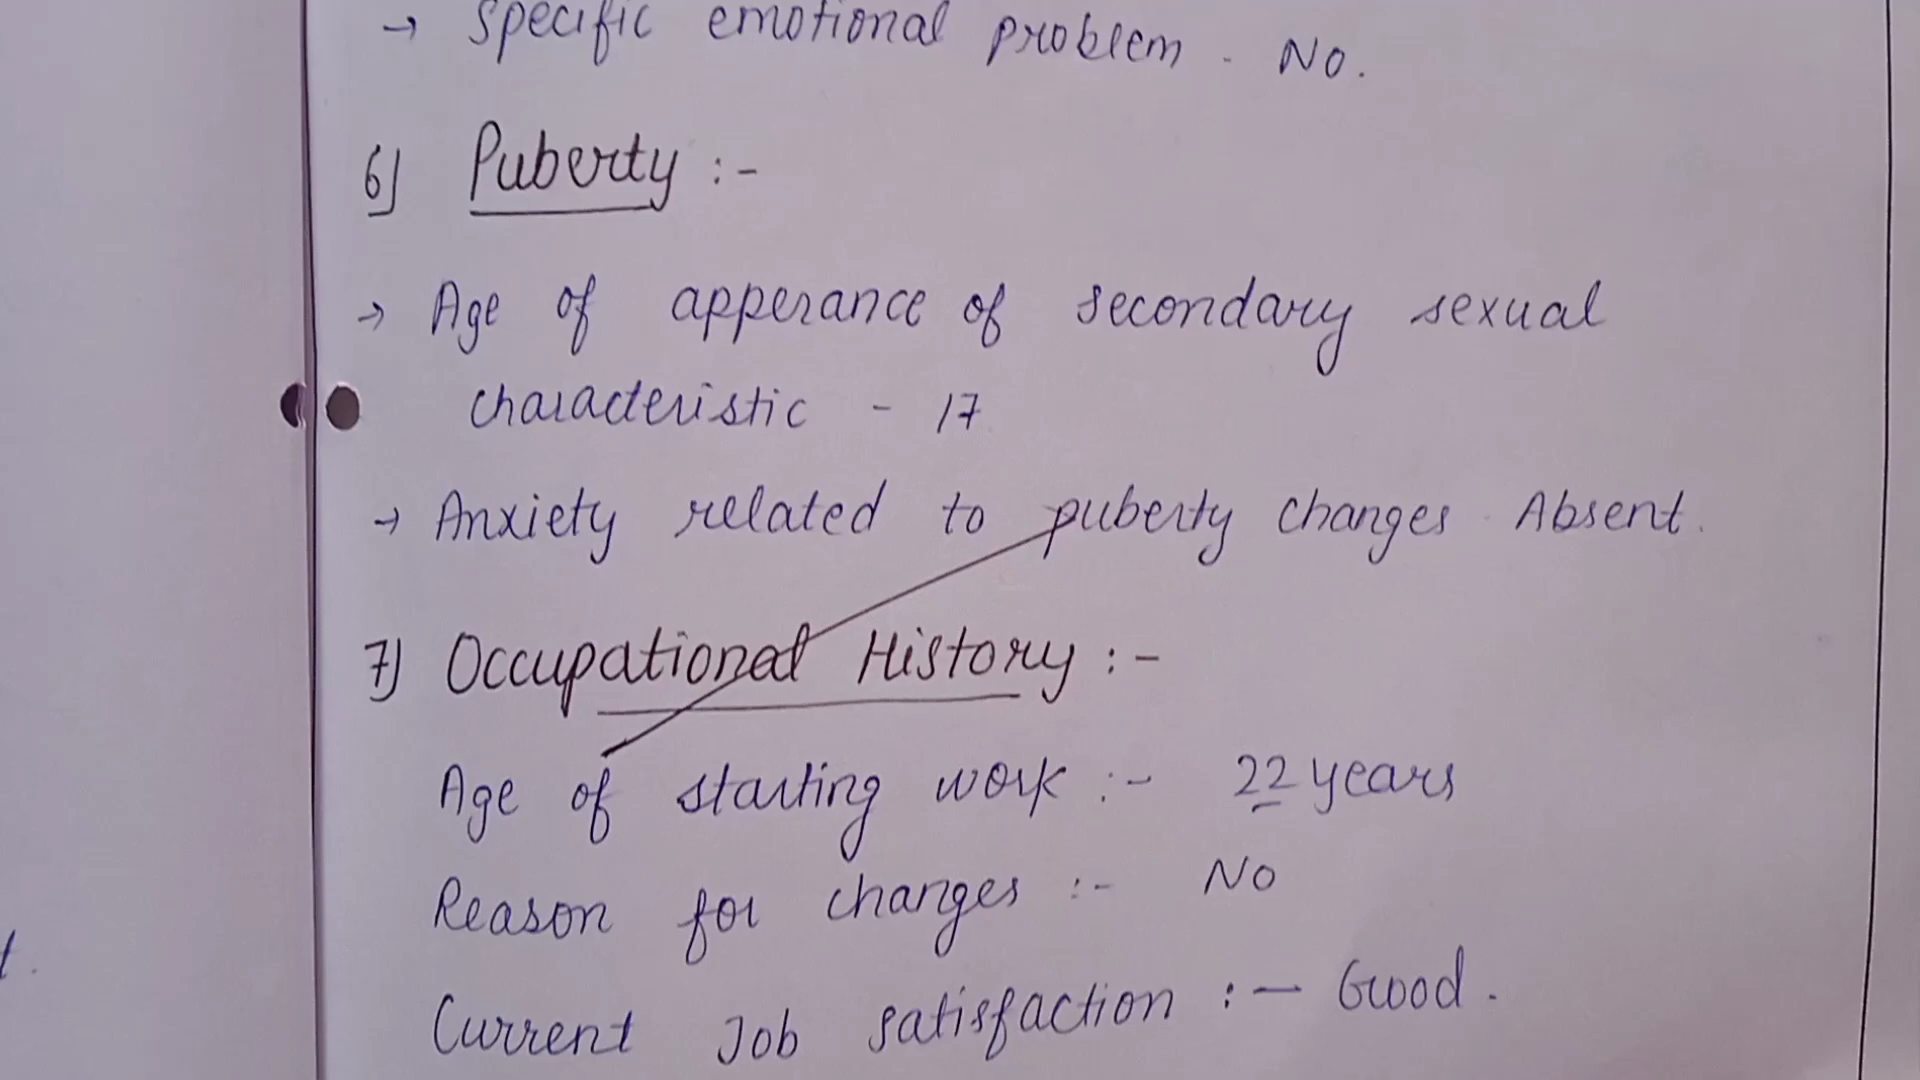 → Specific emotional problem - No.
6) Puberty :-
→ Age of apperance of secondary sexual
characteristic - 17
→ Anxiety related to puberty changes Absent.
7) Occupational History :-
Age of starting work :- 22 years
Reason for changes :- No
Current Job satisfaction :- Good.